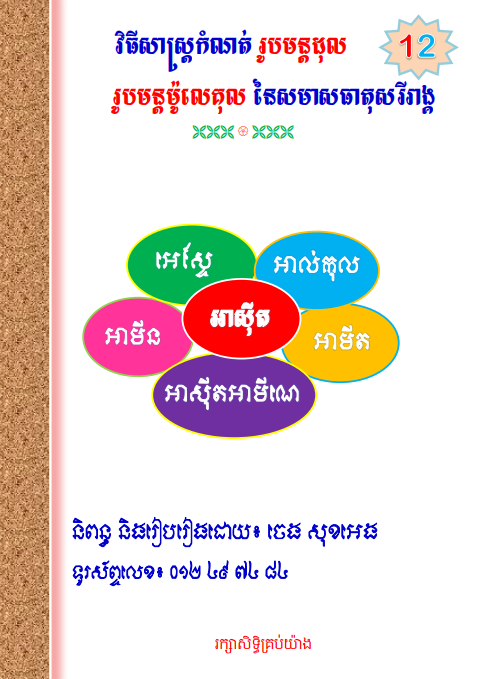 វិធីសាស្ត្រកំណត់ រូបមន្តដុល 12
រូបមន្តម៉ូលេគុល នៃសមាសធាតុសរីរាង្គ
អេស្ទែ
អាល់កុល
អាស៊ីត
អាមីន
អាមីត
អាស៊ីតអាមីណេ
និពន្ធ និងរៀបរៀងដោយ៖ ចេង សុខអេង
ទូរស័ព្ទលេខ៖ ០១២ ៤៩ ៧៤ ៨៤
រក្សាសិទ្ធិគ្រប់យ៉ាង